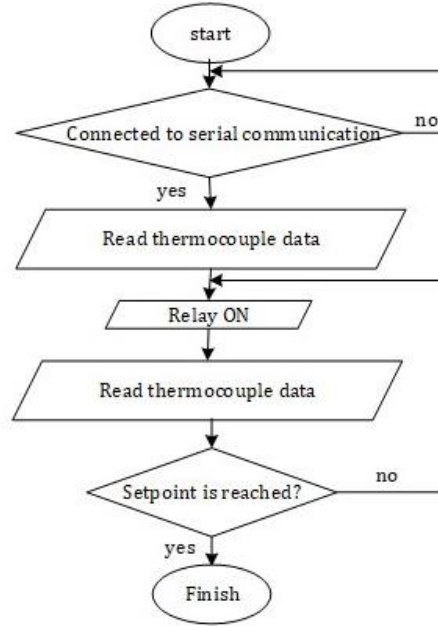 start
Connected to serial communication
no
yes
Read thermocouple data
Relay ON
Read thermocouple data
Setpoint is reached?
no
yes
Finish